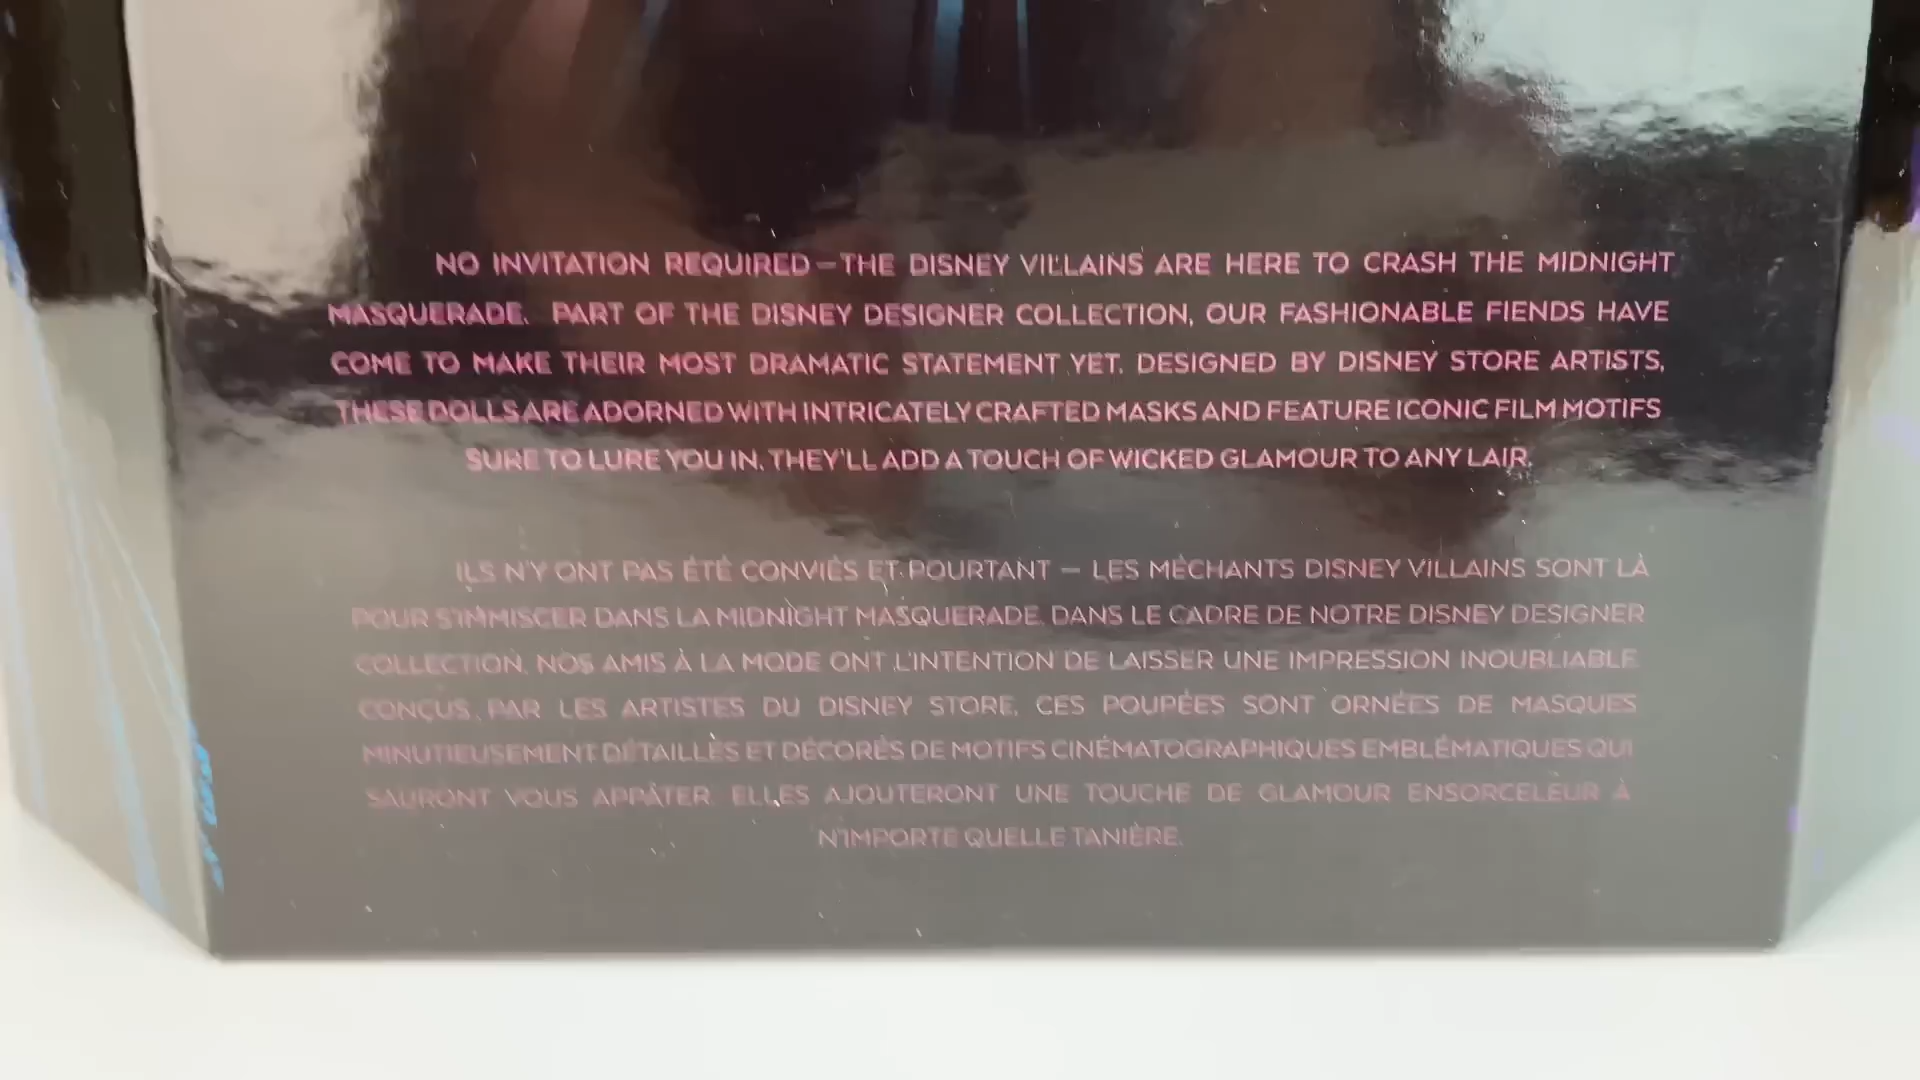 NO INVITATION REQUIRED – THE DISNEY VILLAINS ARE HERE TO CRASH THE MIDNIGHT
MASQUERADE. PART OF THE DISNEY DESIGNER COLLECTION, OUR FASHIONABLE FIENDS HAVE
COME TO MAKE THEIR MOST DRAMATIC STATEMENT YET. DESIGNED BY DISNEY STORE ARTISTS,
THESE DOLLS ARE ADORNED WITH INTRICATELY CRAFTED MASKS AND FEATURE ICONIC FILM MOTIFS
SURE TO LURE YOU IN. THEY'LL ADD A TOUCH OF WICKED GLAMOUR TO ANY LAIR.
ILS N'Y ONT PAS ÉTÉ CONVIÉS ET POURTANT – LES MÉCHANTS DISNEY VILLAINS SONT LÀ
POUR S'IMMISCER DANS LA MIDNIGHT MASQUERADE. DANS LE CADRE DE NOTRE DISNEY DESIGNER
COLLECTION, NOS AMIS À LA MODE ONT L'INTENTION DE LAISSER UNE IMPRESSION INOUBLIABLE.
CONÇUS PAR LES ARTISTES DU DISNEY STORE, CES POUPÉES SONT ORNÉES DE MASQUES
MINUTIEUSEMENT DÉTAILLÉS ET DÉCORÉS DE MOTIFS CINÉMATOGRAPHIQUES EMBLÉMATIQUES QUI
SAURONT VOUS APPÂTER. ELLES AJOUTERONT UNE TOUCHE DE GLAMOUR ENSORCELEUR À
N'IMPORTE QUELLE TANIÈRE.